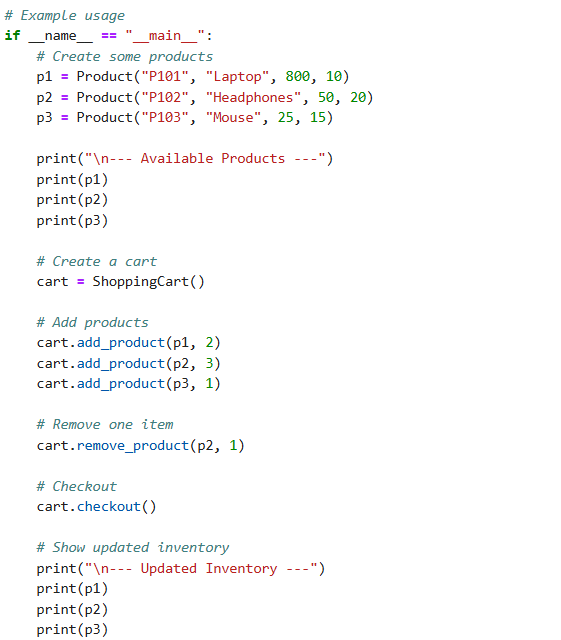 # Example usage
if __name__ == "__main__":
    # Create some products
    p1 = Product("P101", "Laptop", 800, 10)
    p2 = Product("P102", "Headphones", 50, 20)
    p3 = Product("P103", "Mouse", 25, 15)

    print("\n--- Available Products ---")
    print(p1)
    print(p2)
    print(p3)

    # Create a cart
    cart = ShoppingCart()

    # Add products
    cart.add_product(p1, 2)
    cart.add_product(p2, 3)
    cart.add_product(p3, 1)

    # Remove one item
    cart.remove_product(p2, 1)

    # Checkout
    cart.checkout()

    # Show updated inventory
    print("\n--- Updated Inventory ---")
    print(p1)
    print(p2)
    print(p3)